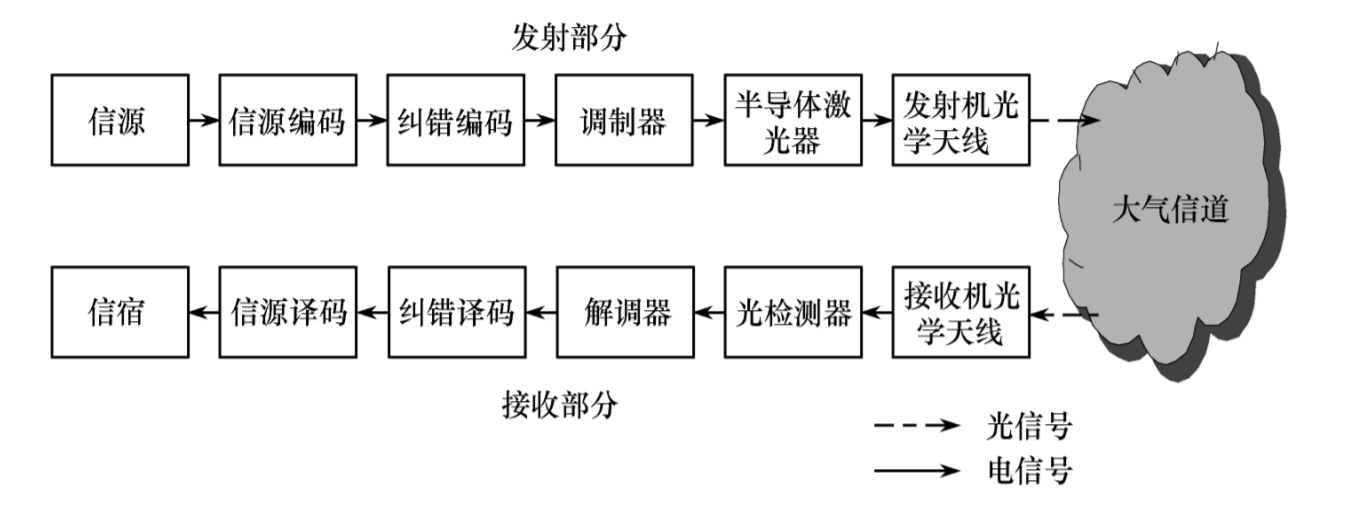 发射部分
信源
信源编码
纠错编码
调制器
半导体激
光器
发射机光
学天线
大气信道
信宿
信源译码
纠错译码
解调器
光检测器
接收机光
学天线
接收部分
光信号
电信号